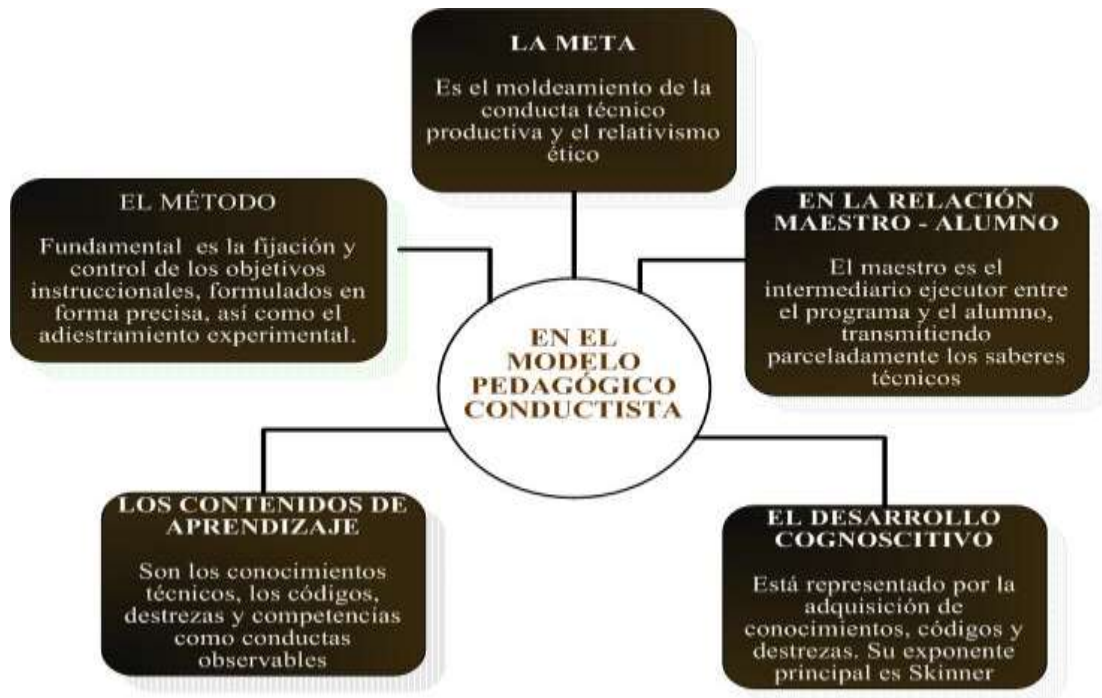 LA META
Es el moldeamiento de la
conducta técnico
productiva y el relativismo
ético
EL MÉTODO
Fundamental es la fijación y
control de los objetivos
instruccionales, formulados en
forma precisa, así como el
adiestramiento experimental.
EN LA RELACIÓN
MAESTRO - ALUMNO
El maestro es el
intermediario ejecutor entre
el programa y el alumno,
transmitiendo
parceladamente los saberes
técnicos
EN EL
MODELO
PEDAGÓGICO
CONDUCTISTA
LOS CONTENIDOS DE
APRENDIZAJE
Son los conocimientos
técnicos, los códigos,
destrezas y competencias
como conductas
observables
EL DESARROLLO
COGNOSCITIVO
Está representado por la
adquisición de
conocimientos, códigos y
destrezas. Su exponente
principal es Skinner